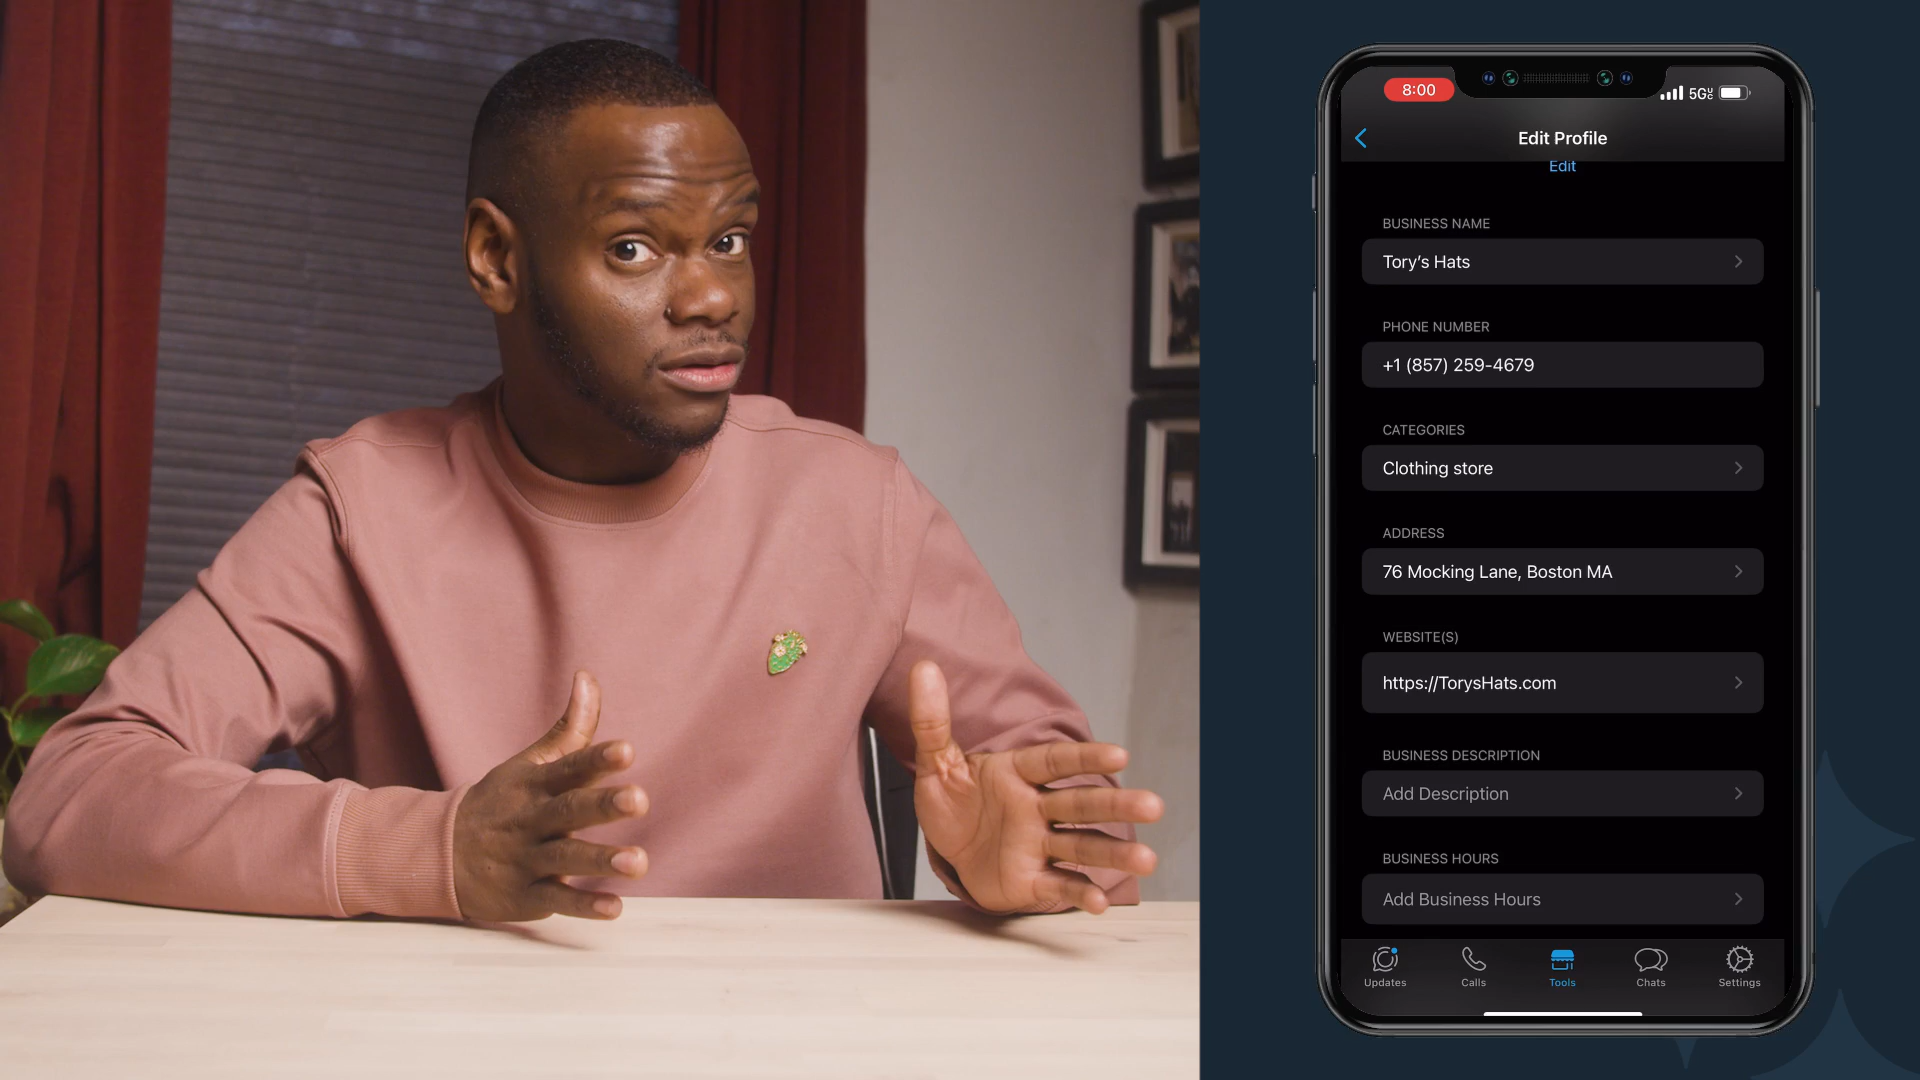 8:00
5G
Edit Profile
Edit
BUSINESS NAME
Tory's Hats
PHONE NUMBER
+1 (857) 259-4679
CATEGORIES
Clothing store
ADDRESS
76 Mocking Lane, Boston MA
WEBSITE(S)
https://TorysHats.com
BUSINESS DESCRIPTION
Add Description
BUSINESS HOURS
Add Business Hours
Updates
Calls
Tools
Chats
Settings